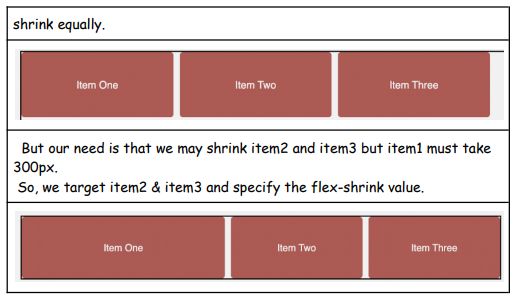 shrink equally.
Item One Item Two Item Three
But our need is that we may shrink item2 and item3 but item1 must take
300px.
So, we target item2 & item3 and specify the flex-shrink value.
Item One Item Two Item Three